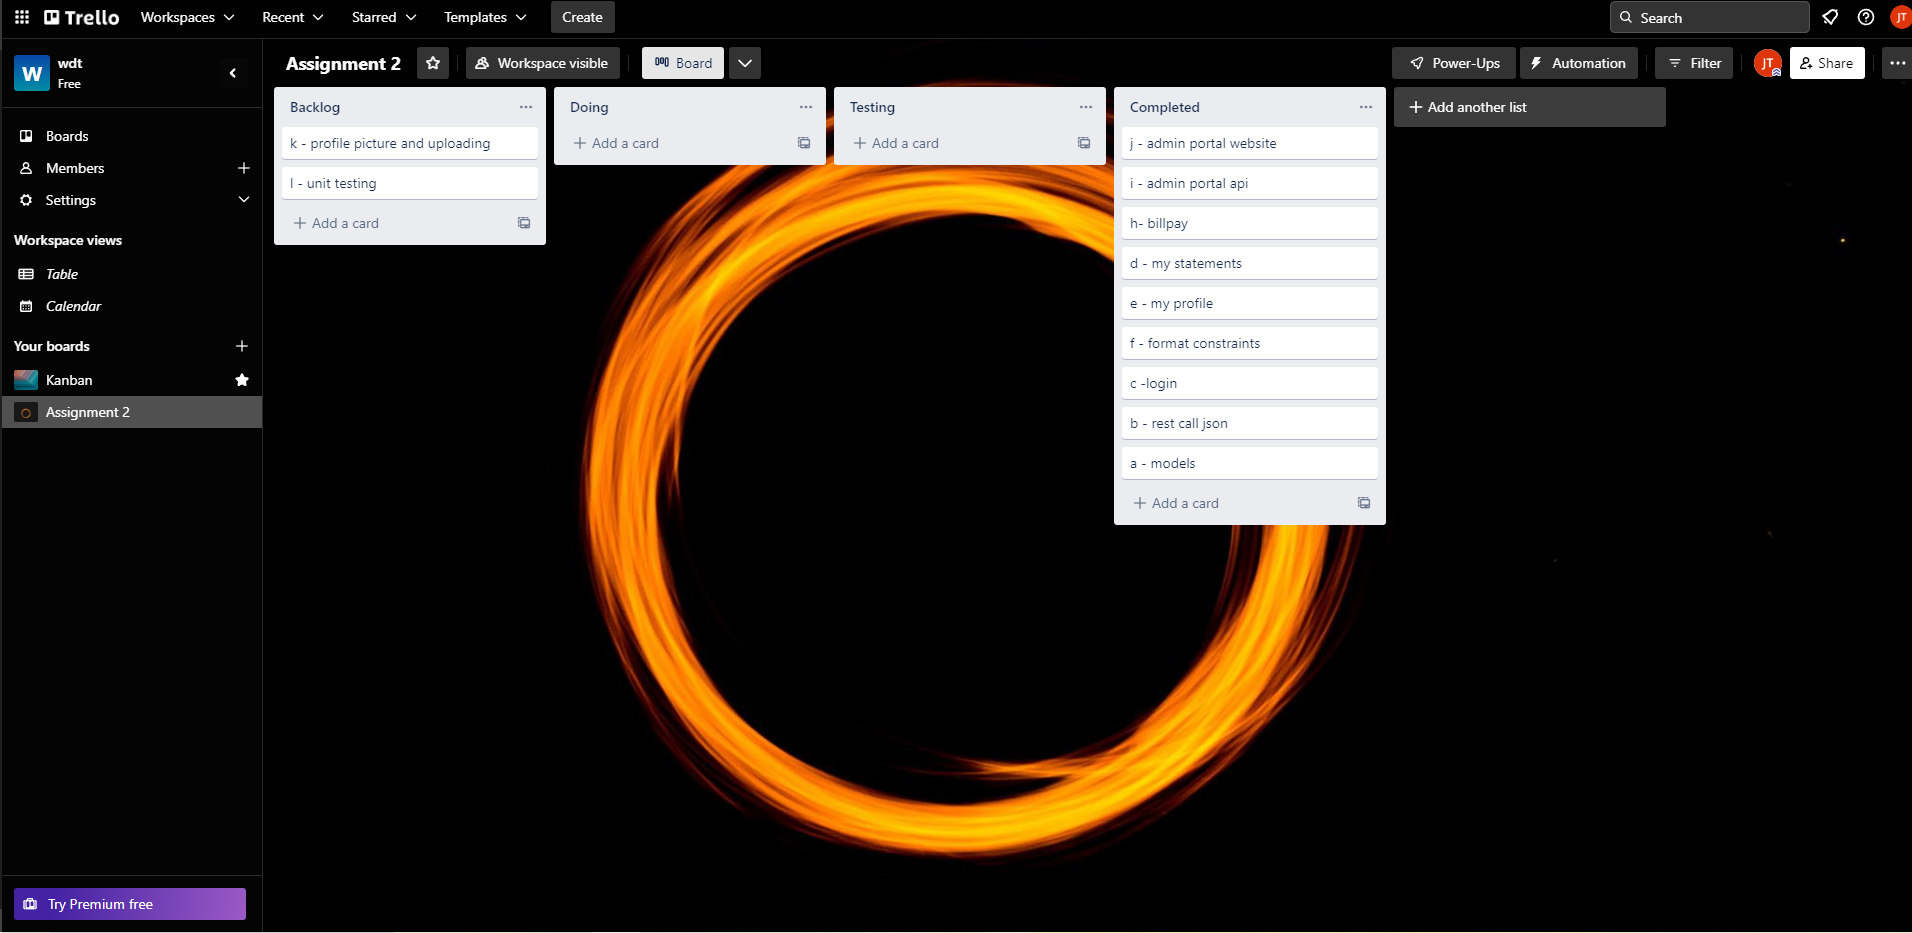 Trello Workspaces Recent Starred Templates Create Search JT
W wdt
Free
Assignment 2 Workspace visible Board Power-Ups Automation Filter JT Share
Boards
Members
Settings
Workspace views
Table
Calendar
Your boards
Kanban
Assignment 2
Try Premium free
Backlog
k - profile picture and uploading
l - unit testing
Add a card
Doing
Add a card
Testing
Add a card
Completed
j - admin portal website
i - admin portal api
h- billpay
d - my statements
e - my profile
f - format constraints
c -login
b - rest call json
a - models
Add a card
Add another list